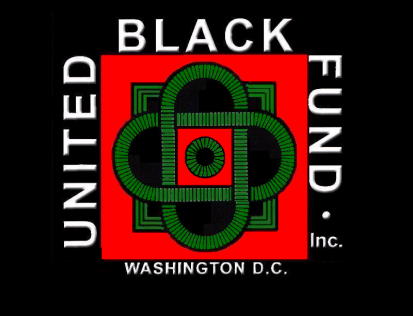 UNITED
BLACK
FUND •
Inc.
WASHINGTON D.C.